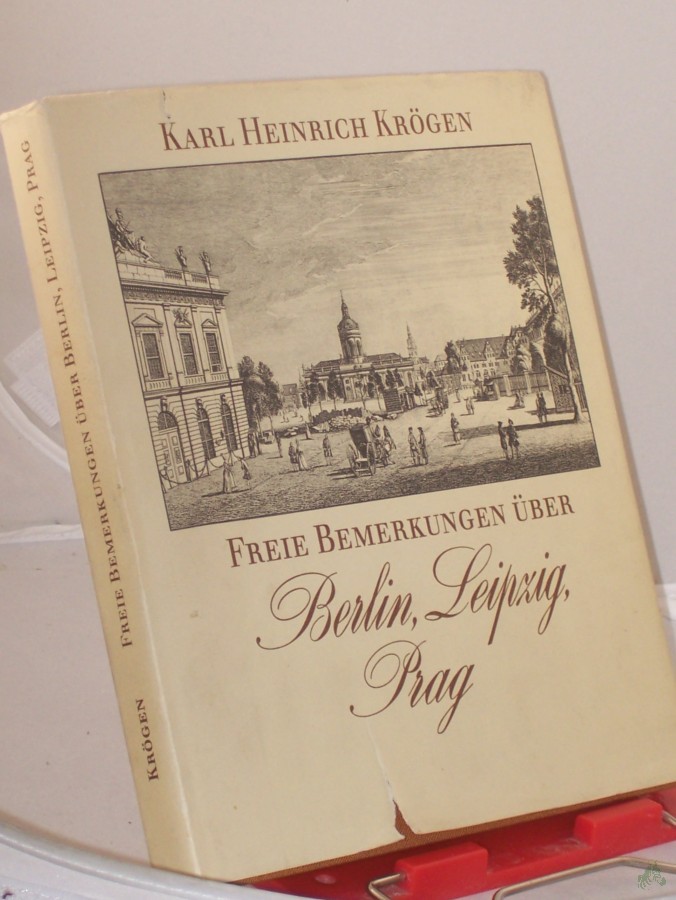 KARL HEINRICH KRÖGEN
FREIE BEMERKUNGEN ÜBER
Berlin, Leipzig,
Prag
KRÖGEN FREIE BEMERKUNGEN ÜBER BERLIN, LEIPZIG, PRAG